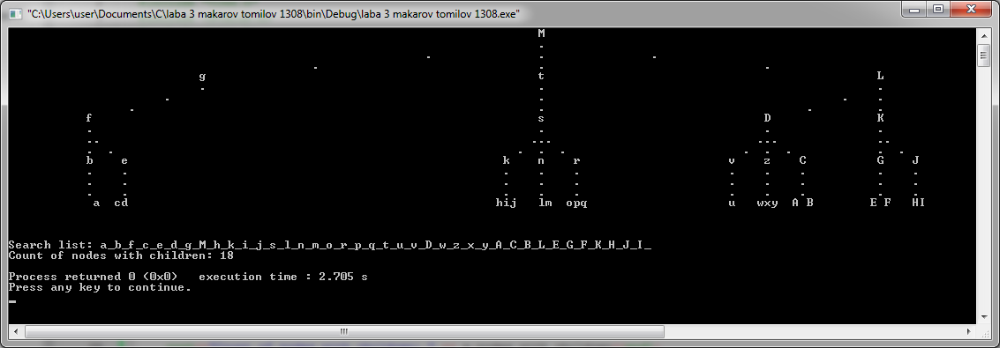 "C:\Users\user\Documents\C\laba 3 makarov tomilov 1308\bin\Debug\laba 3 makarov tomilov 1308.exe"
M
g t L
f s D K
b e k n r v z C G J
a cd hij lm opq u wxy A B E F HI
Search list: a_b_f_c_e_d_g_M_h_k_i_j_s_l_n_m_o_r_p_q_t_u_v_D_w_z_x_y_A_C_B_L_E_G_F_K_H_J_I_
Count of nodes with children: 18
Process returned 0 (0x0) execution time : 2.705 s
Press any key to continue.